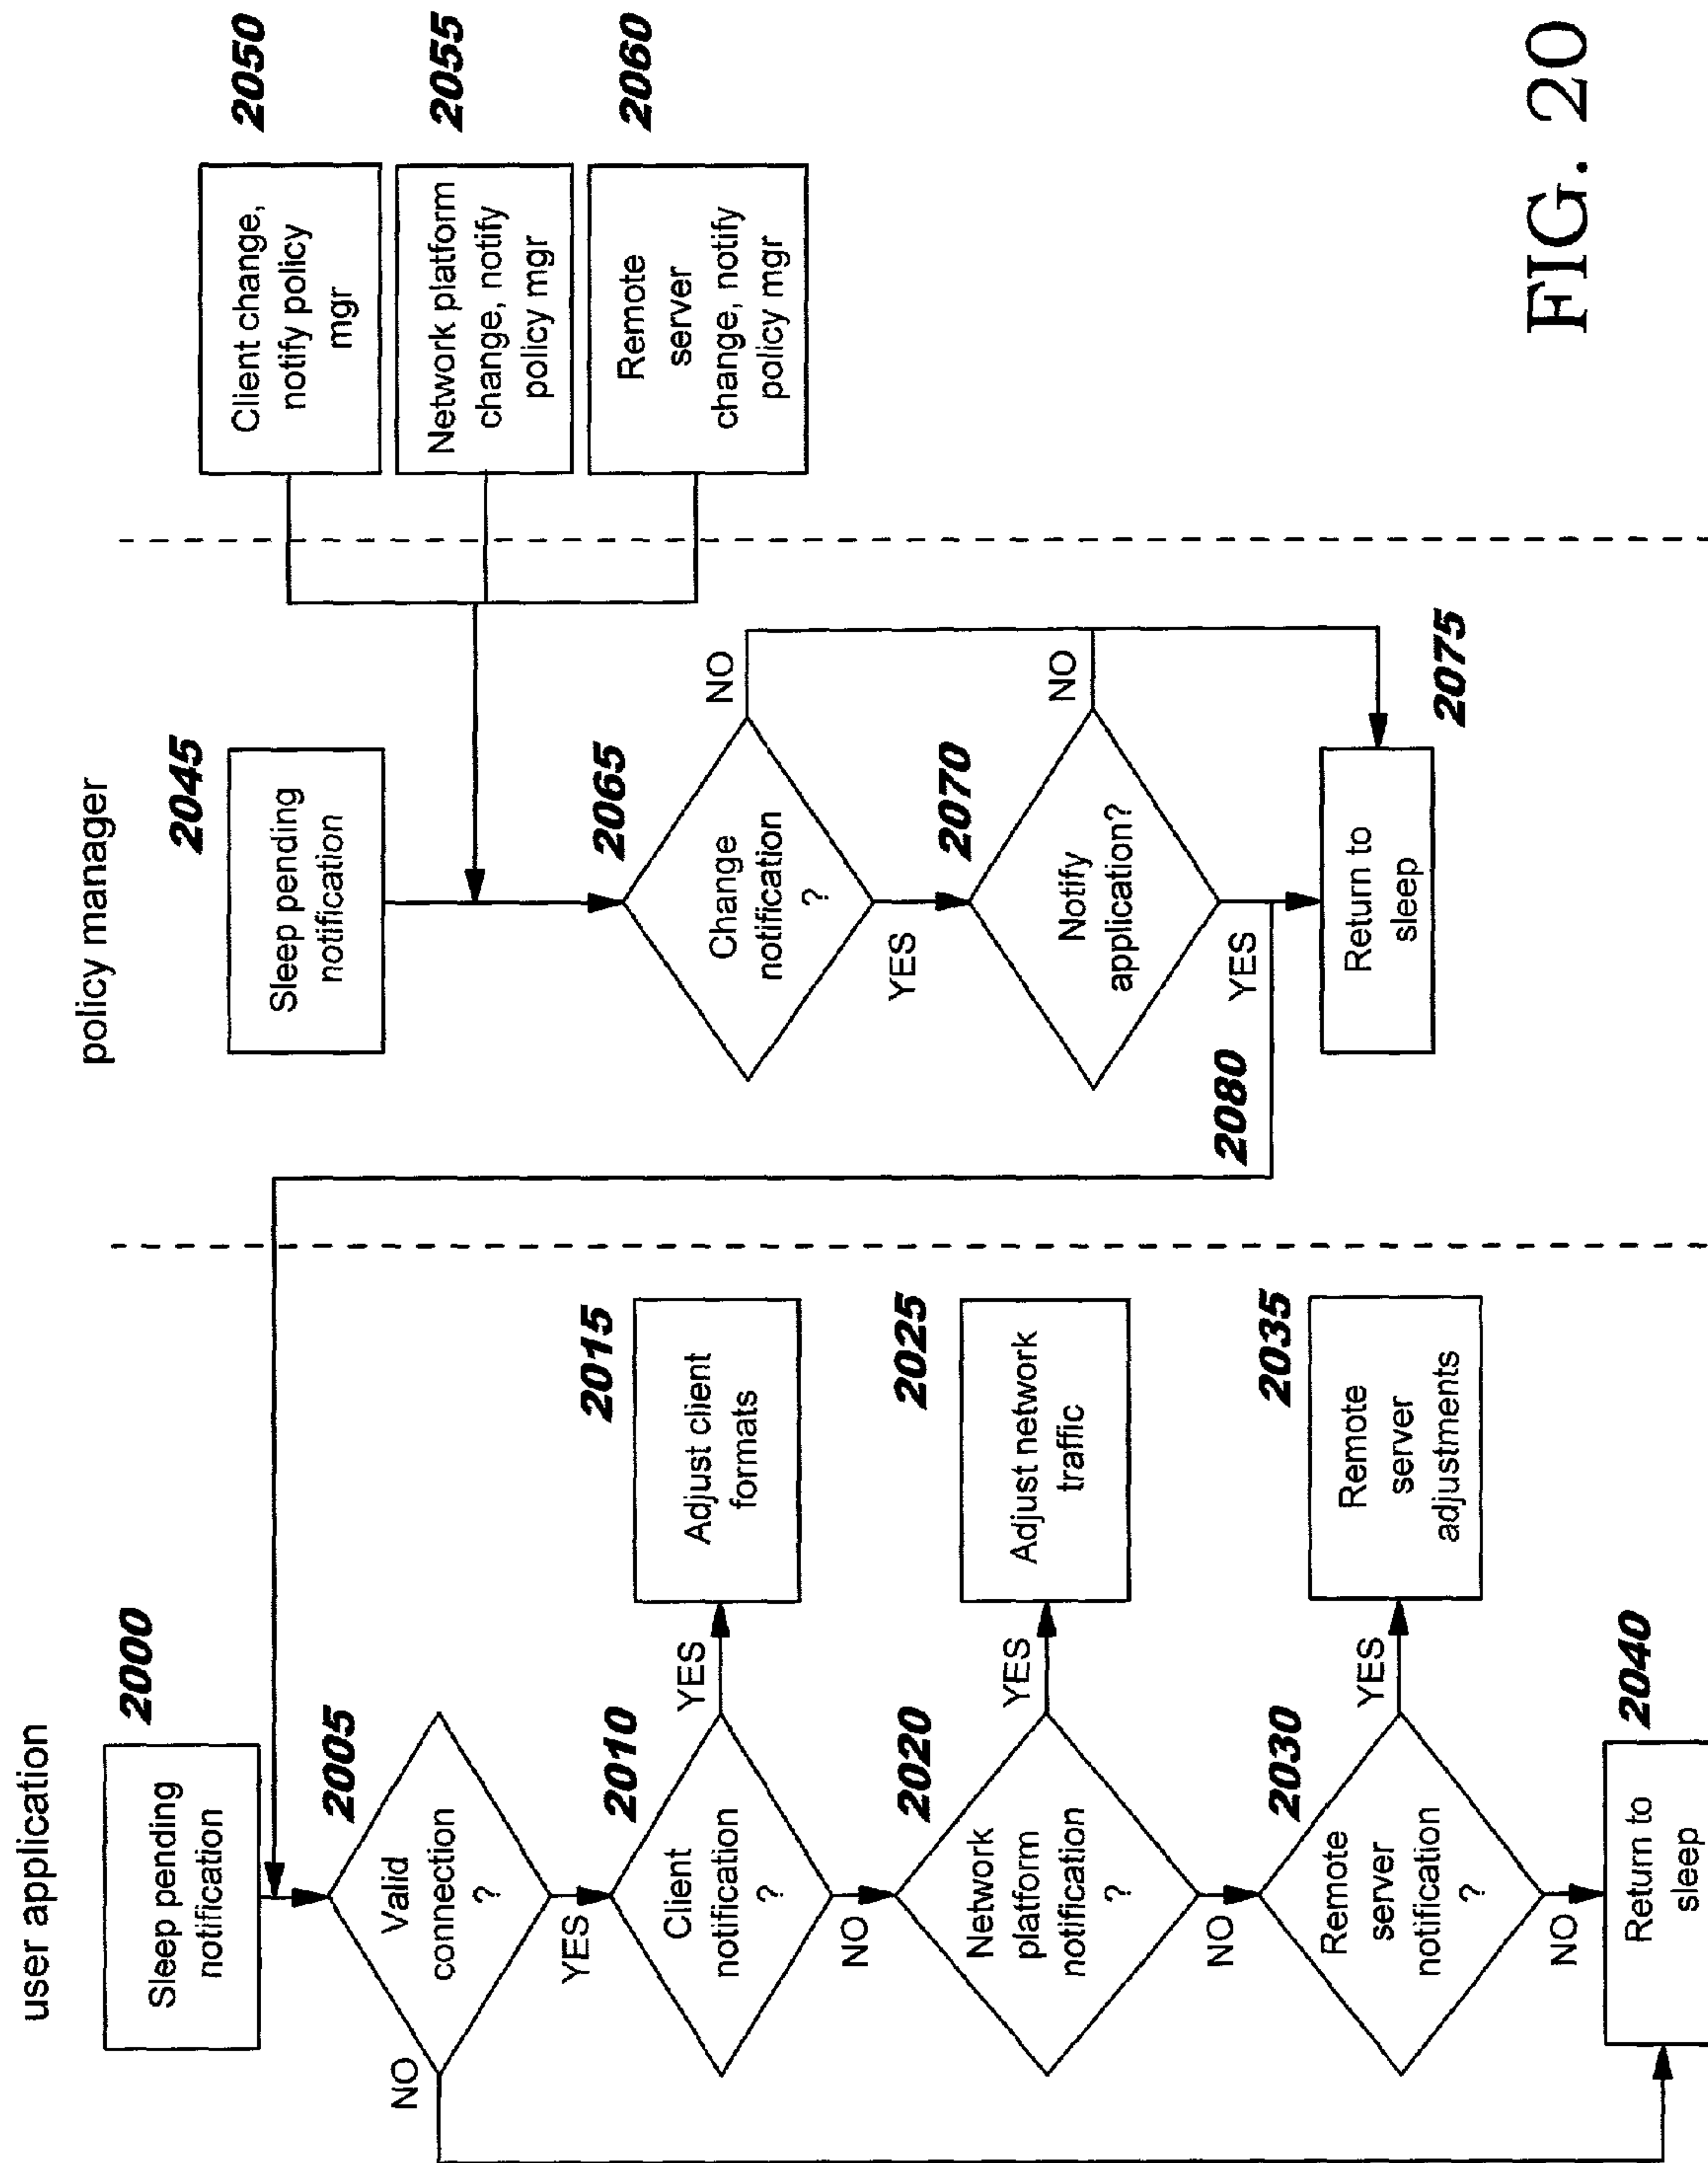 user application
2000
Sleep pending
notification
2005
Valid
connection
?
NO
YES
2010
Client
notification
?
YES
NO
2015
Adjust client
formats
2020
Network
platform
notification
?
YES
NO
2025
Adjust network
traffic
2030
Remote
server
notification
?
YES
NO
2035
Remote
server
adjustments
2040
Return to
sleep
policy manager
2045
Sleep pending
notification
2065
Change
notification
?
NO
YES
2070
Notify
application?
NO
YES
2080
2075
Return to
sleep
2050
Client change,
notify policy
mgr
2055
Network platform
change, notify
policy mgr
2060
Remote
server
change, notify
policy mgr
FIG. 20